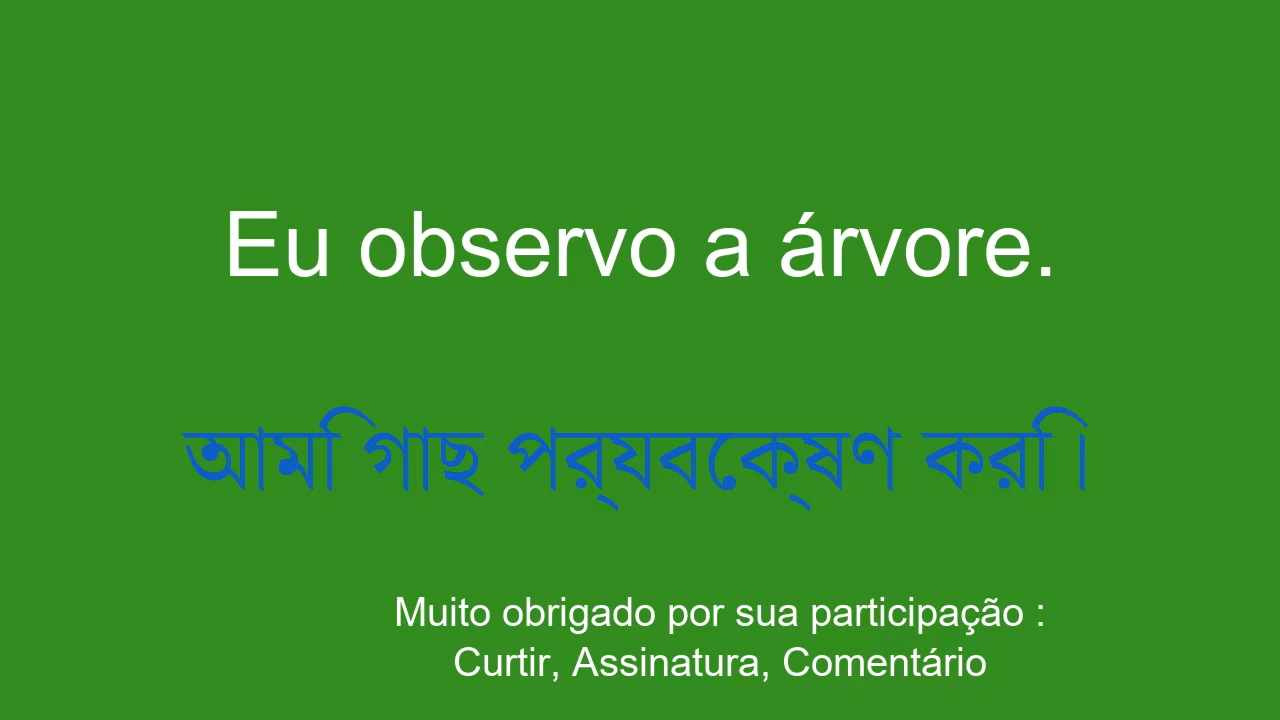 Eu observo a árvore.
আমি গাছ পর্যবেক্ষণ করি।
Muito obrigado por sua participação :
Curtir, Assinatura, Comentário